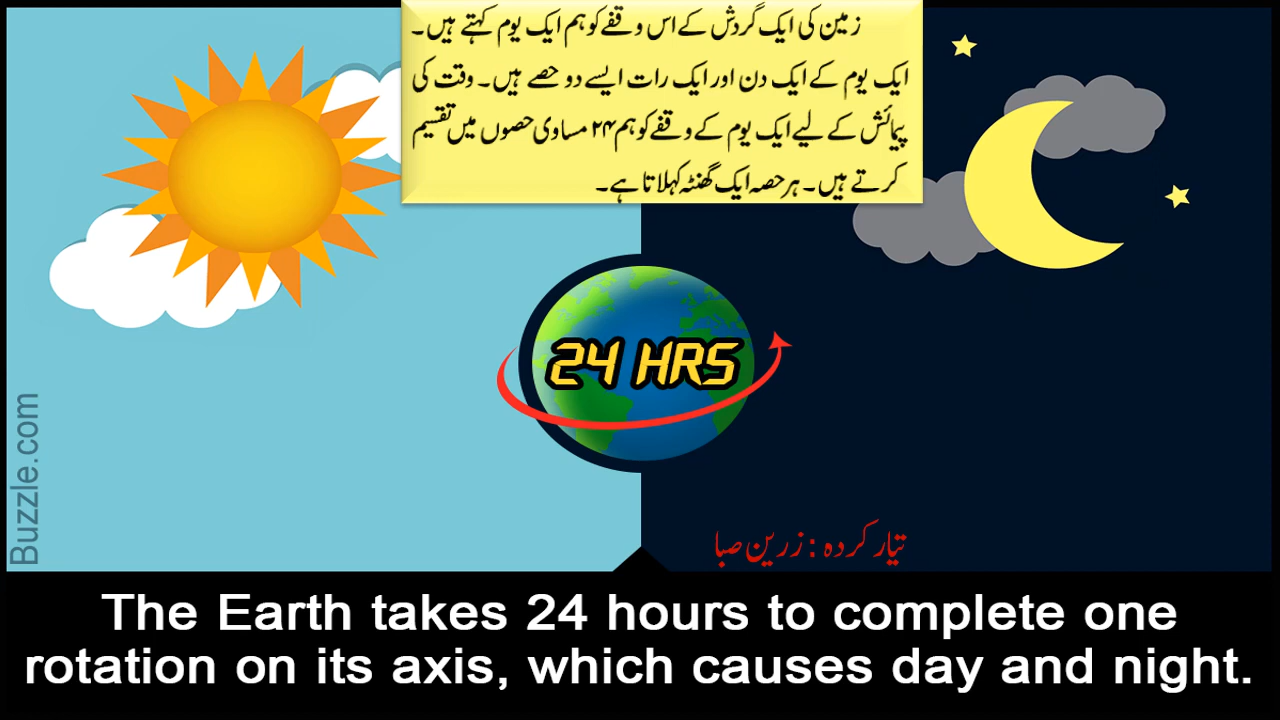 زمین کی ایک گردش کے اس وقفے کو ہم ایک یوم کہتے ہیں۔
ایک یوم کے ایک دن اور ایک رات ایسے دو حصے ہیں۔ وقت کی
پیمائش کے لیے ایک یوم کے وقفے کو ہم ۲۴ مساوی حصوں میں تقسیم
کرتے ہیں۔ ہر حصہ ایک گھنٹہ کہلاتا ہے۔
24 HRS
Buzzle.com
تیار کردہ : زرین صبا
The Earth takes 24 hours to complete one
rotation on its axis, which causes day and night.